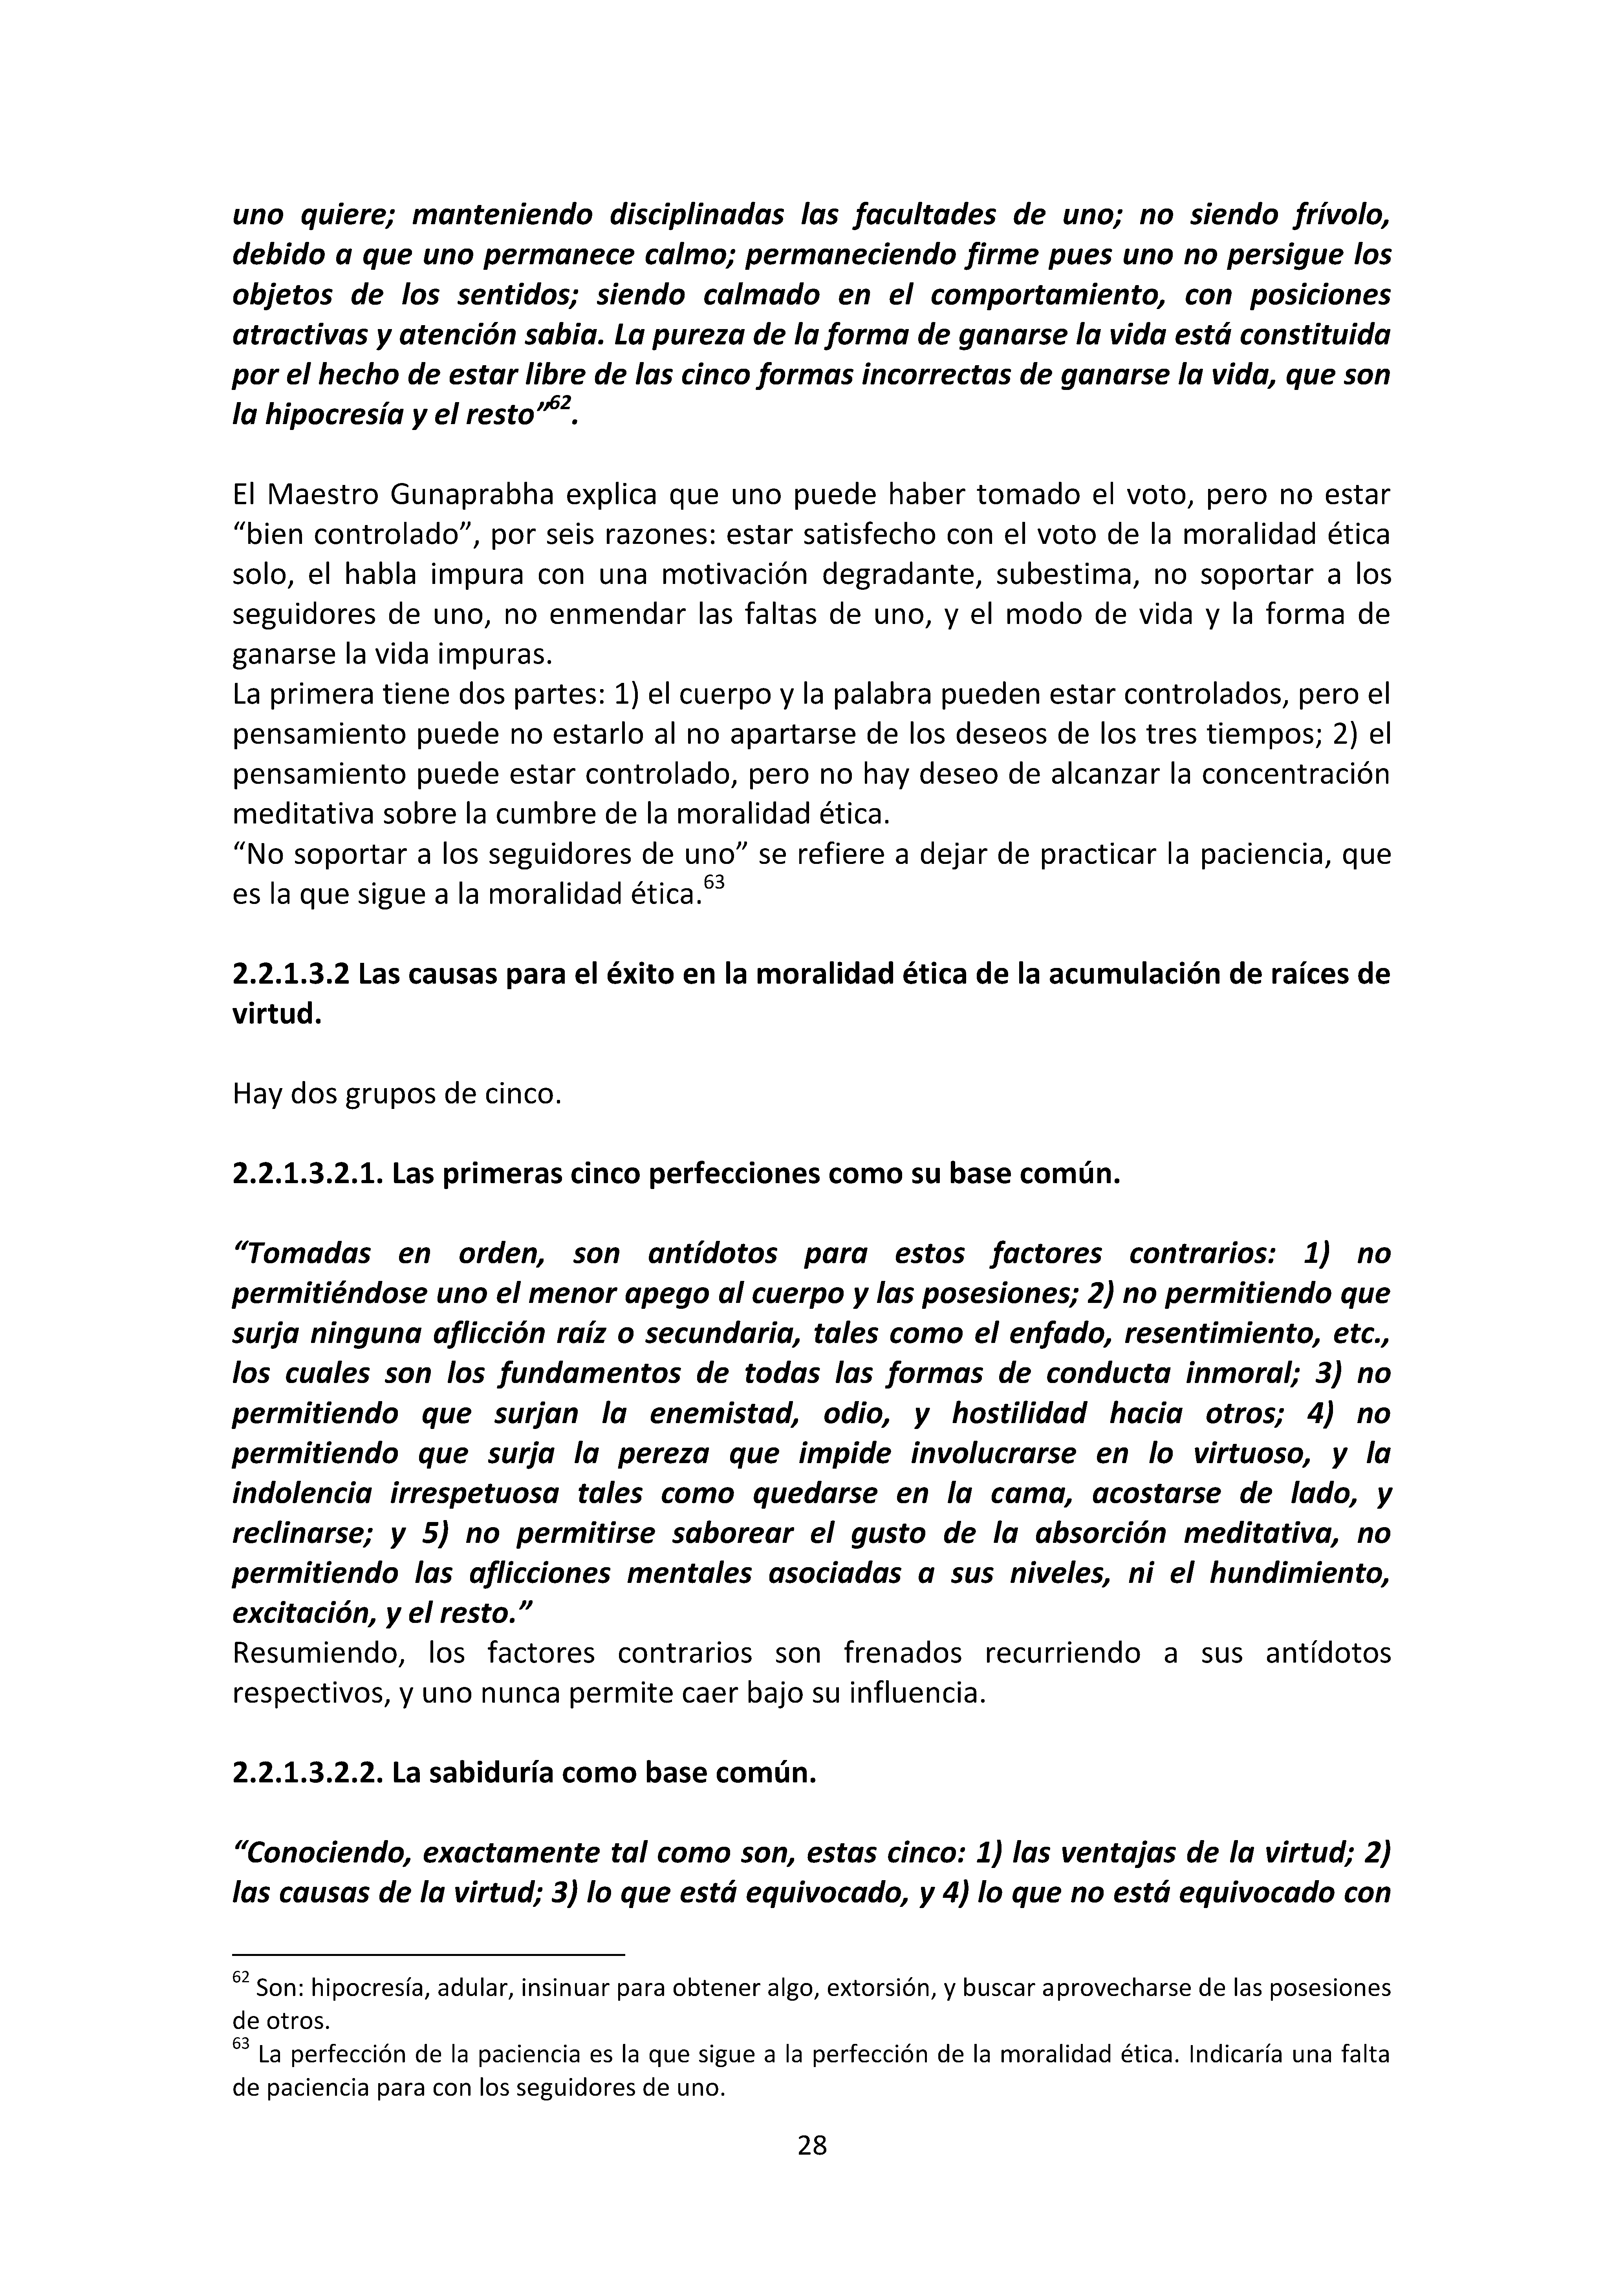 uno quiere; manteniendo disciplinadas las facultades de uno; no siendo frívolo,
debido a que uno permanece calmo; permaneciendo firme pues uno no persigue los
objetos de los sentidos; siendo calmado en el comportamiento, con posiciones
atractivas y atención sabia. La pureza de la forma de ganarse la vida está constituida
por el hecho de estar libre de las cinco formas incorrectas de ganarse la vida, que son
la hipocresía y el resto”62.
El Maestro Gunaprabha explica que uno puede haber tomado el voto, pero no estar
“bien controlado”, por seis razones: estar satisfecho con el voto de la moralidad ética
solo, el habla impura con una motivación degradante, subestima, no soportar a los
seguidores de uno, no enmendar las faltas de uno, y el modo de vida y la forma de
ganarse la vida impuras.
La primera tiene dos partes: 1) el cuerpo y la palabra pueden estar controlados, pero el
pensamiento puede no estarlo al no apartarse de los deseos de los tres tiempos; 2) el
pensamiento puede estar controlado, pero no hay deseo de alcanzar la concentración
meditativa sobre la cumbre de la moralidad ética.
“No soportar a los seguidores de uno” se refiere a dejar de practicar la paciencia, que
es la que sigue a la moralidad ética.63
2.2.1.3.2 Las causas para el éxito en la moralidad ética de la acumulación de raíces de
virtud.
Hay dos grupos de cinco.
2.2.1.3.2.1. Las primeras cinco perfecciones como su base común.
“Tomadas en orden, son antídotos para estos factores contrarios: 1) no
permitiéndose uno el menor apego al cuerpo y las posesiones; 2) no permitiendo que
surja ninguna aflicción raíz o secundaria, tales como el enfado, resentimiento, etc.,
los cuales son los fundamentos de todas las formas de conducta inmoral; 3) no
permitiendo que surjan la enemistad, odio, y hostilidad hacia otros; 4) no
permitiendo que surja la pereza que impide involucrarse en lo virtuoso, y la
indolencia irrespetuosa tales como quedarse en la cama, acostarse de lado, y
reclinarse; y 5) no permitirse saborear el gusto de la absorción meditativa, no
permitiendo las aflicciones mentales asociadas a sus niveles, ni el hundimiento,
excitación, y el resto.”
Resumiendo, los factores contrarios son frenados recurriendo a sus antídotos
respectivos, y uno nunca permite caer bajo su influencia.
2.2.1.3.2.2. La sabiduría como base común.
“Conociendo, exactamente tal como son, estas cinco: 1) las ventajas de la virtud; 2)
las causas de la virtud; 3) lo que está equivocado, y 4) lo que no está equivocado con
62 Son: hipocresía, adular, insinuar para obtener algo, extorsión, y buscar aprovecharse de las posesiones
de otros.
63 La perfección de la paciencia es la que sigue a la perfección de la moralidad ética. Indicaría una falta
de paciencia para con los seguidores de uno.
28